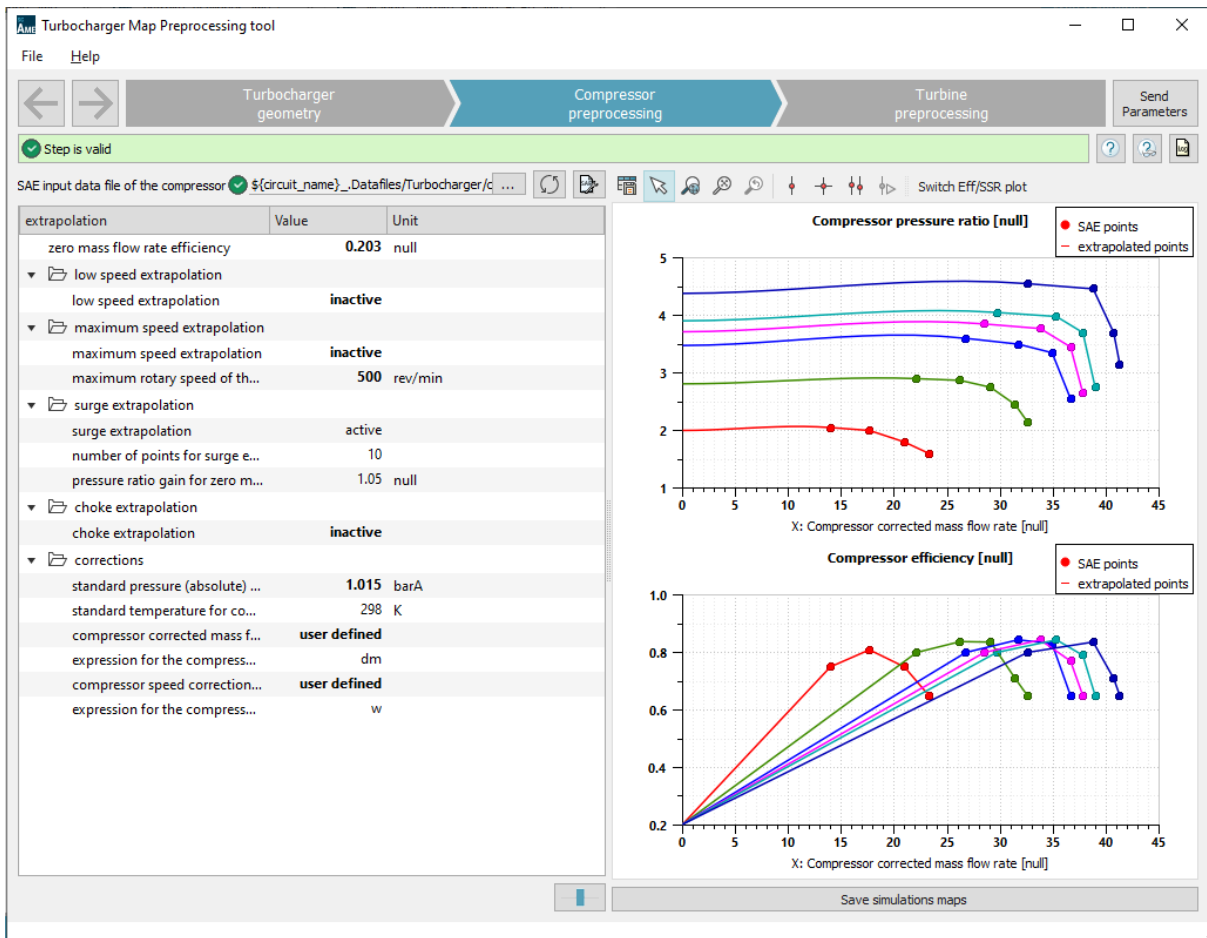 AME Turbocharger Map Preprocessing tool
File Help
Turbocharger geometry
Compressor preprocessing
Turbine preprocessing
Send Parameters
Step is valid
SAE input data file of the compressor ${circuit_name}_.Datafiles/Turbocharger/c ...
Switch Eff/SSR plot
extrapolation Value Unit
zero mass flow rate efficiency 0.203 null
low speed extrapolation
low speed extrapolation inactive
maximum speed extrapolation
maximum speed extrapolation inactive
maximum rotary speed of th... 500 rev/min
surge extrapolation
surge extrapolation active
number of points for surge e... 10
pressure ratio gain for zero m... 1.05 null
choke extrapolation
choke extrapolation inactive
corrections
standard pressure (absolute) ... 1.015 barA
standard temperature for co... 298 K
compressor corrected mass f... user defined
expression for the compress... dm
compressor speed correction... user defined
expression for the compress... w
Compressor pressure ratio [null]
SAE points
extrapolated points
5
4
3
2
1
0 5 10 15 20 25 30 35 40 45
X: Compressor corrected mass flow rate [null]
Compressor efficiency [null]
SAE points
extrapolated points
1.0
0.8
0.6
0.4
0.2
0 5 10 15 20 25 30 35 40 45
X: Compressor corrected mass flow rate [null]
Save simulations maps